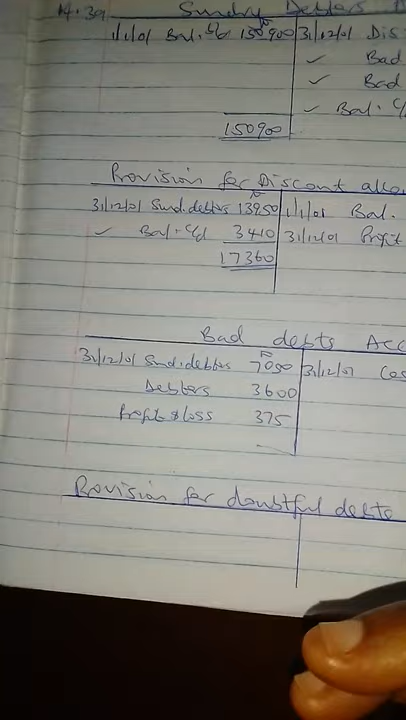 14.39
Sundry Debtors
₦
1/1/01 Bal. c/f 150900 31/12/01 Dis
✓ Bad
✓ Bad
✓ Bal. c/
150900
Provision for Discount allo
₦
31/12/01 Sund. debtors 13950 1/1/01 Bal.
✓ Bal. c/d 3410 31/12/01 Profit
17360
Bad debts Acc
₦
31/12/01 Sund. debtors 7050 31/12/01 Cas
Debtors 3600
Profit & loss 375
Provision for doubtful debts